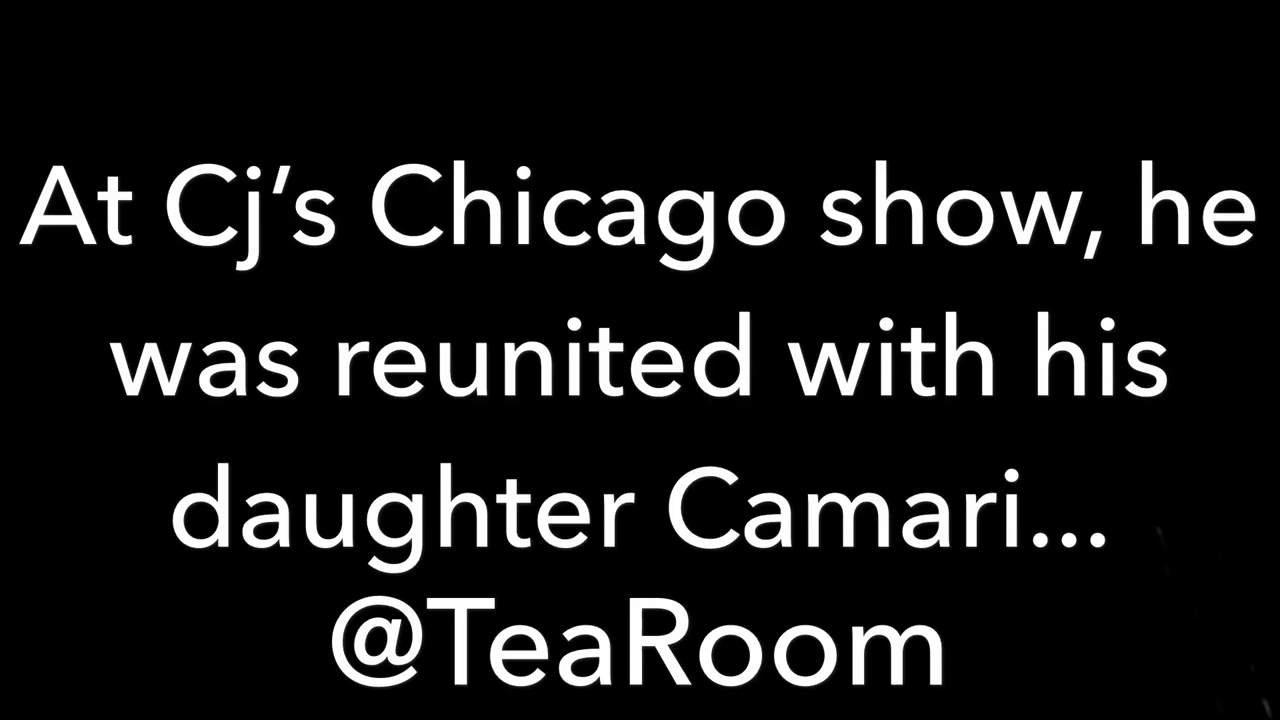 At Cj’s Chicago show, he
was reunited with his
daughter Camari...
@TeaRoom